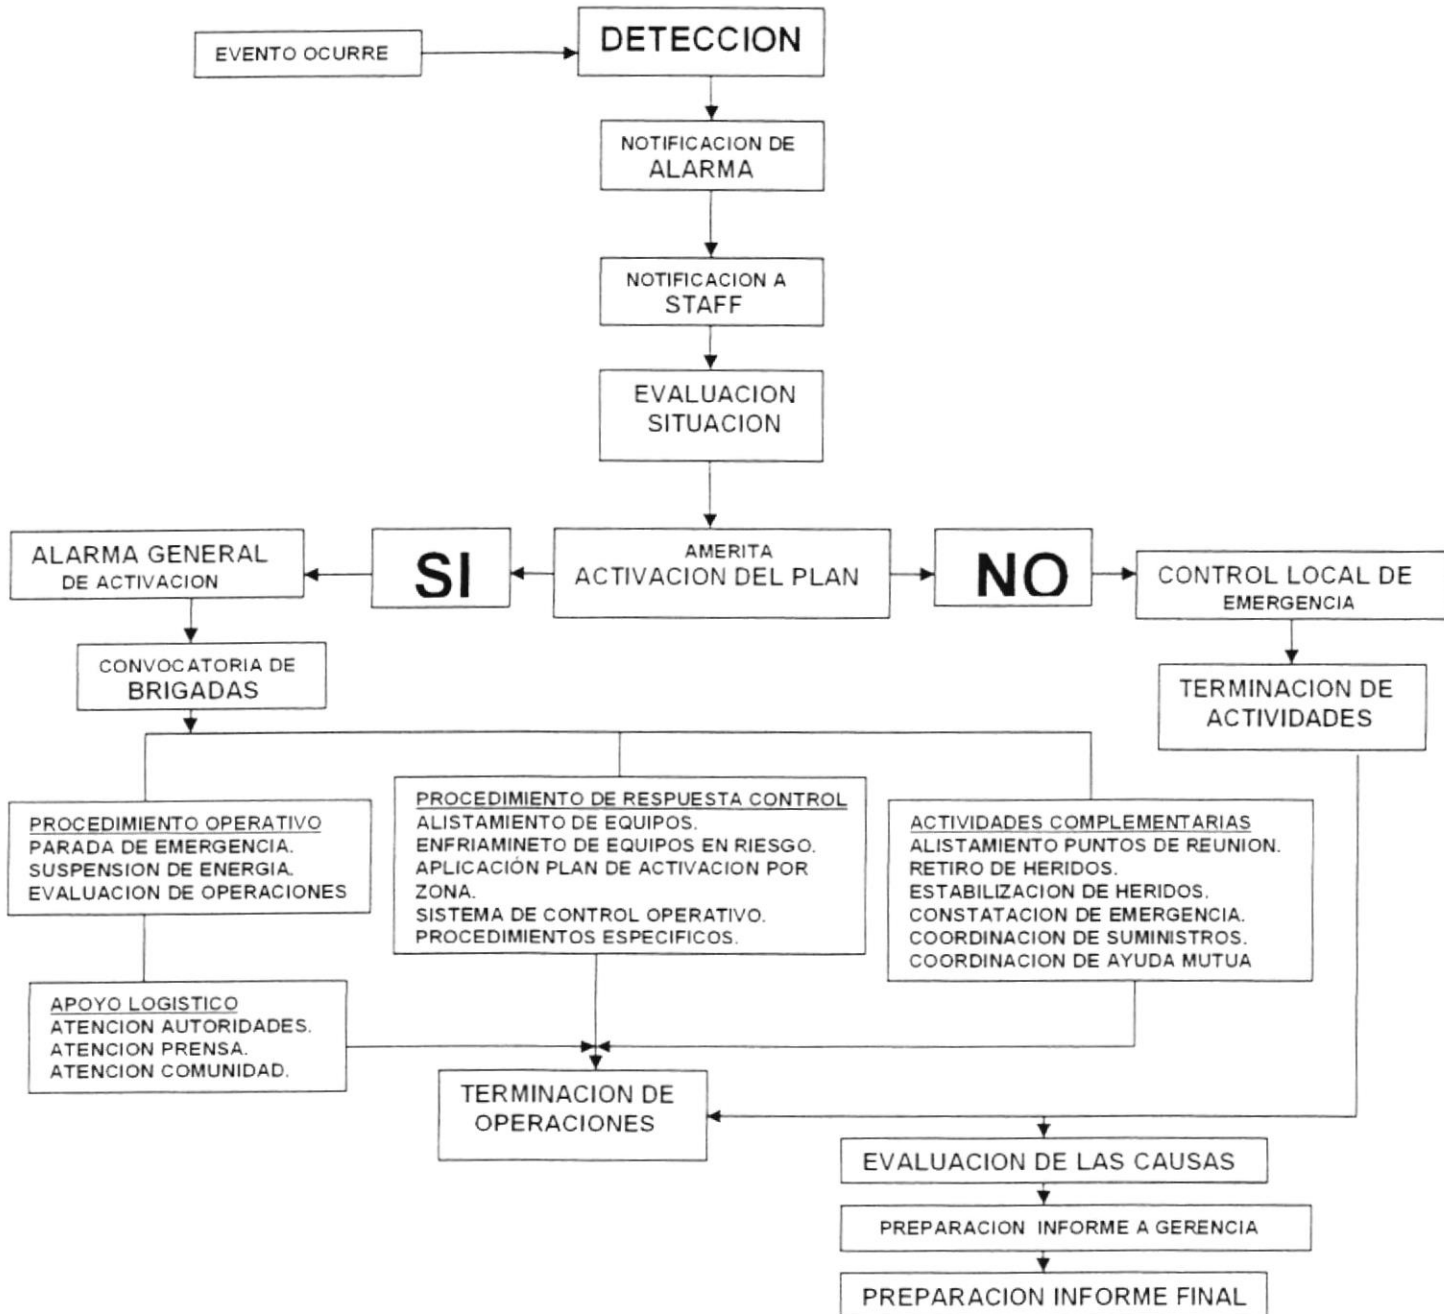 EVENTO OCURRE
DETECCION
NOTIFICACION DE
ALARMA
NOTIFICACION A
STAFF
EVALUACION
SITUACION
AMERITA
ACTIVACION DEL PLAN
SI
NO
ALARMA GENERAL
DE ACTIVACION
CONTROL LOCAL DE
EMERGENCIA
CONVOCATORIA DE
BRIGADAS
TERMINACION DE
ACTIVIDADES
PROCEDIMIENTO OPERATIVO
PARADA DE EMERGENCIA.
SUSPENSION DE ENERGIA.
EVALUACION DE OPERACIONES
PROCEDIMIENTO DE RESPUESTA CONTROL
ALISTAMIENTO DE EQUIPOS.
ENFRIAMINETO DE EQUIPOS EN RIESGO.
APLICACIÓN PLAN DE ACTIVACION POR
ZONA.
SISTEMA DE CONTROL OPERATIVO.
PROCEDIMIENTOS ESPECIFICOS.
ACTIVIDADES COMPLEMENTARIAS
ALISTAMIENTO PUNTOS DE REUNION.
RETIRO DE HERIDOS.
ESTABILIZACION DE HERIDOS.
CONSTATACION DE EMERGENCIA.
COORDINACION DE SUMINISTROS.
COORDINACION DE AYUDA MUTUA
APOYO LOGISTICO
ATENCION AUTORIDADES.
ATENCION PRENSA.
ATENCION COMUNIDAD.
TERMINACION DE
OPERACIONES
EVALUACION DE LAS CAUSAS
PREPARACION INFORME A GERENCIA
PREPARACION INFORME FINAL